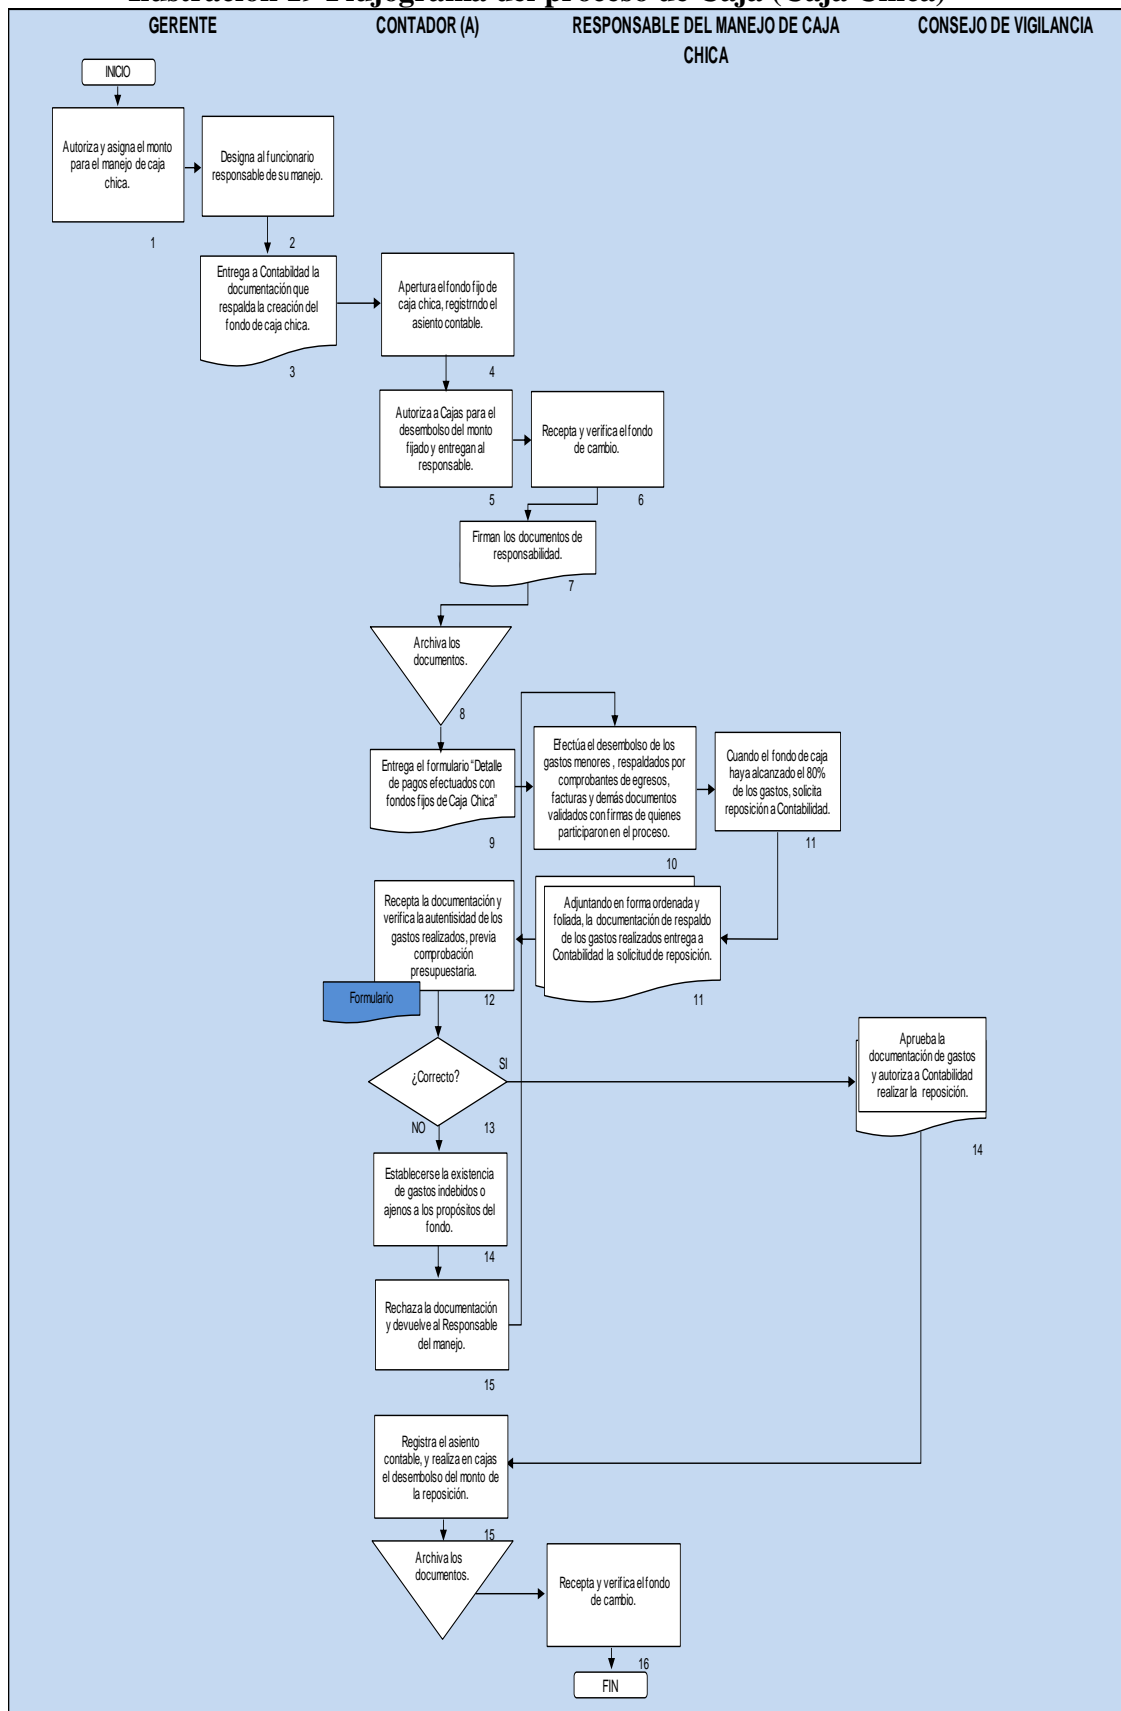 Ilustración 19 Flujograma del proceso de Caja (Caja Chica)
GERENTE
CONTADOR (A)
RESPONSABLE DEL MANEJO DE CAJA
CHICA
CONSEJO DE VIGILANCIA
INICIO
Autoriza y asigna el monto
para el manejo de caja
chica.
1
Designa al funcionario
responsable de su manejo.
2
Entrega a Contabilidad la
documentación que
respalda la creación del
fondo de caja chica.
3
Apertura el fondo fijo de
caja chica, registrndo el
asiento contable.
4
Autoriza a Cajas para el
desembolso del monto
fijado y entregan al
responsable.
5
Recepta y verifica el fondo
de cambio.
6
Firman los documentos de
responsabilidad.
7
Archiva los
documentos.
8
Entrega el formulario “Detalle
de pagos efectuados con
fondos fijos de Caja Chica”
9
Efectúa el desembolso de los
gastos menores , respaldados por
comprobantes de egresos,
facturas y demás documentos
validados con firmas de quienes
participaron en el proceso.
10
Cuando el fondo de caja
haya alcanzado el 80%
de los gastos, solicita
reposición a Contabilidad.
11
Adjuntando en forma ordenada y
foliada, la documentación de respaldo
de los gastos realizados entrega a
Contabilidad la solicitud de reposición.
11
Recepta la documentación y
verifica la autentisidad de los
gastos realizados, previa
comprobación
presupuestaria.
12
Formulario
¿Correcto?
SI
NO
13
Aprueba la
documentación de gastos
y autoriza a Contabilidad
realizar la reposición.
14
Establecerse la existencia
de gastos indebidos o
ajenos a los propósitos del
fondo.
14
Rechaza la documentación
y devuelve al Responsable
del manejo.
15
Registra el asiento
contable, y realiza en cajas
el desembolso del monto de
la reposición.
15
Archiva los
documentos.
Recepta y verifica el fondo
de cambio.
16
FIN